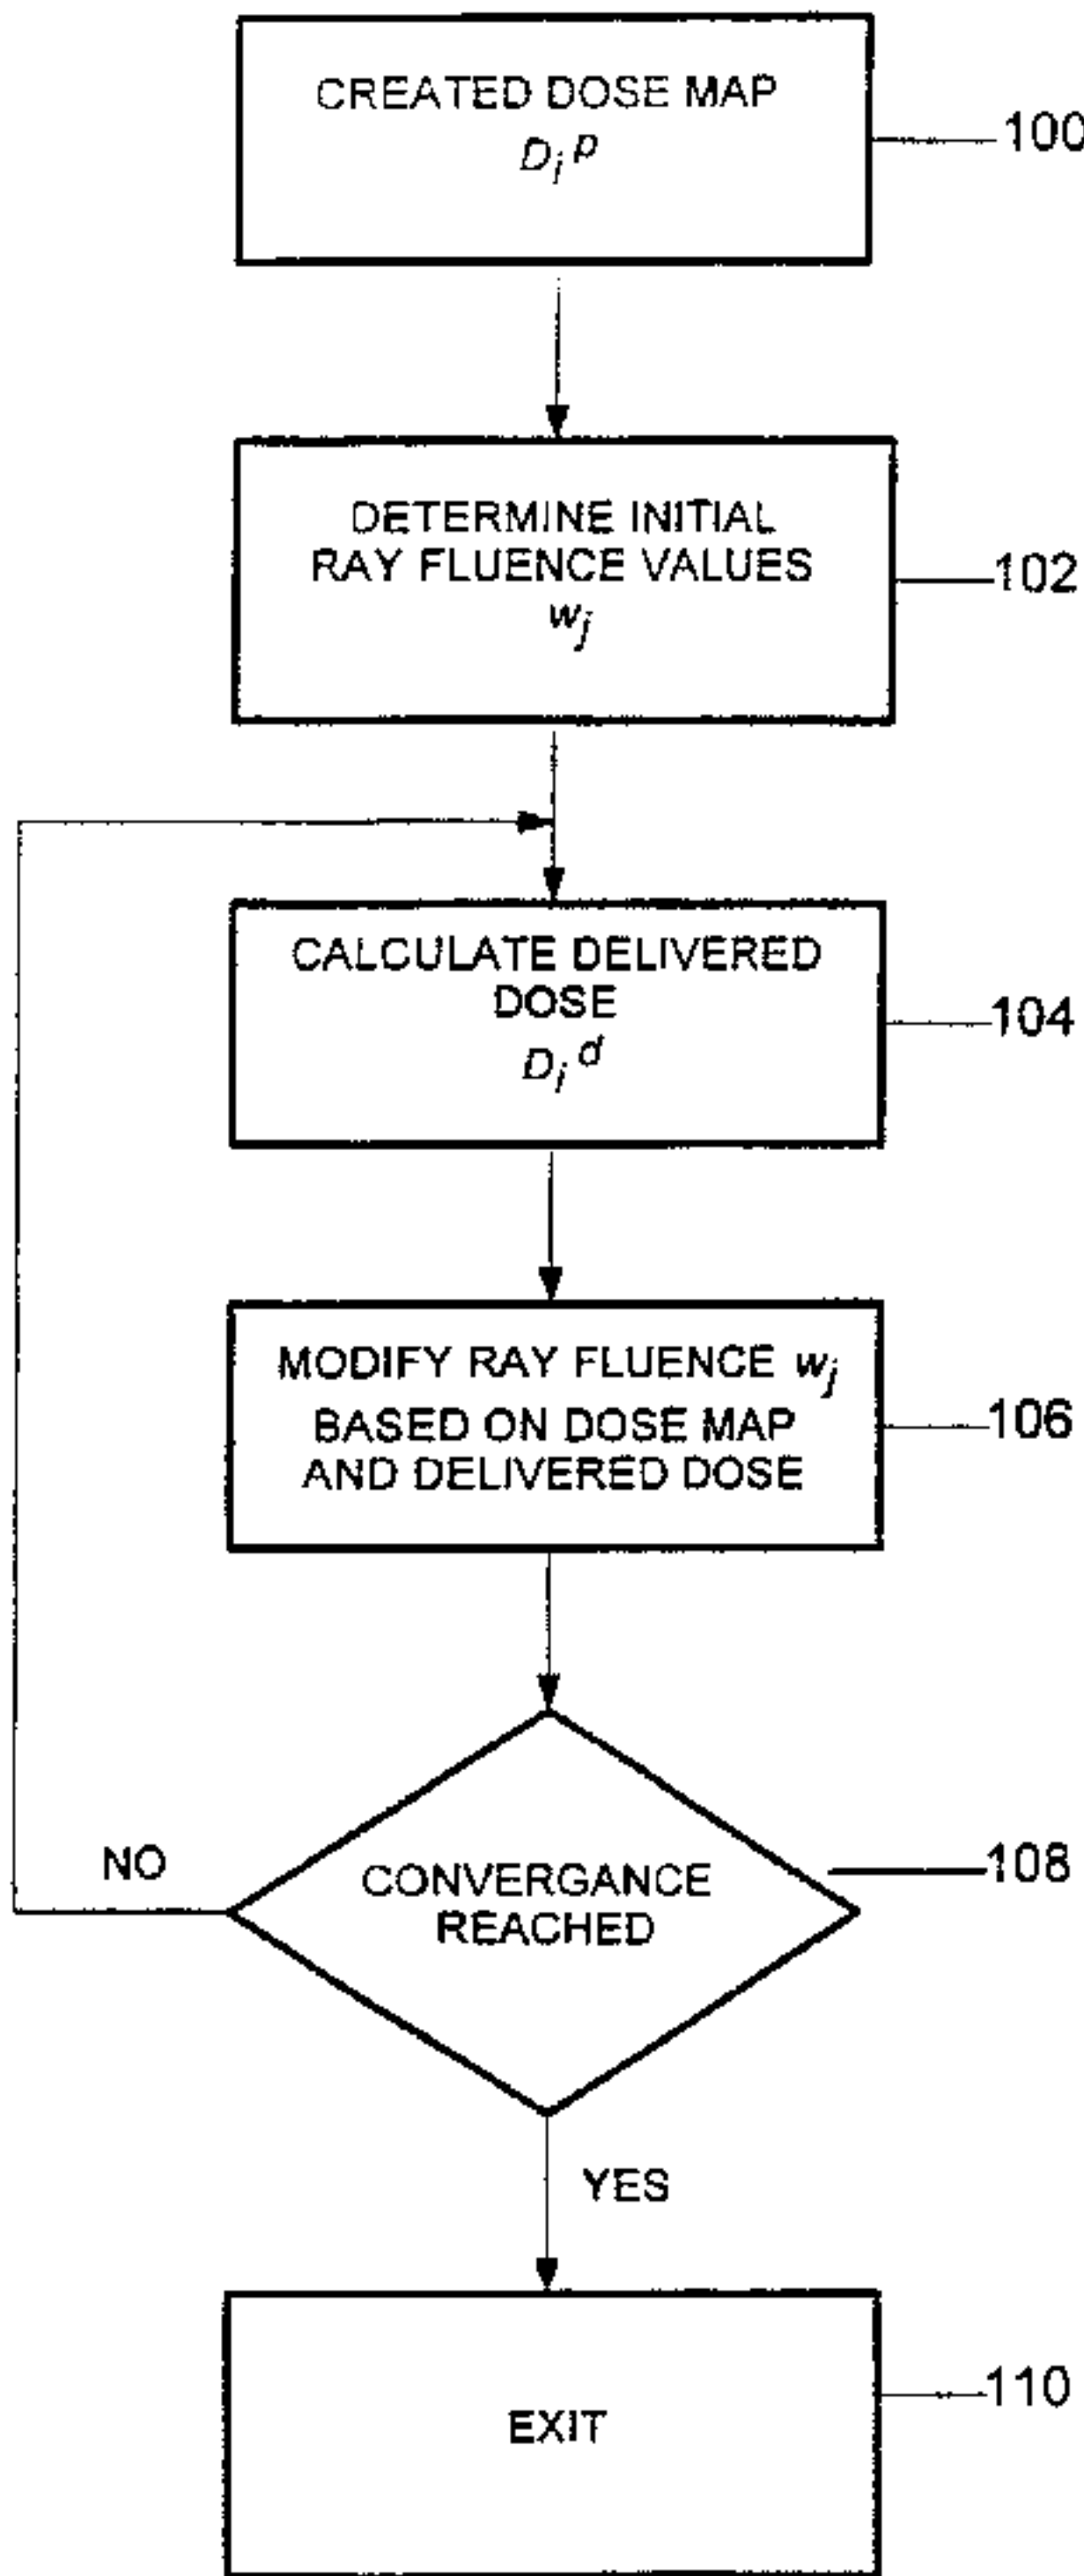 CREATED DOSE MAP
D_i^p
100
DETERMINE INITIAL
RAY FLUENCE VALUES
w_j
102
CALCULATE DELIVERED
DOSE
D_i^d
104
MODIFY RAY FLUENCE w_j
BASED ON DOSE MAP
AND DELIVERED DOSE
106
NO
CONVERGANCE
REACHED
108
YES
EXIT
110